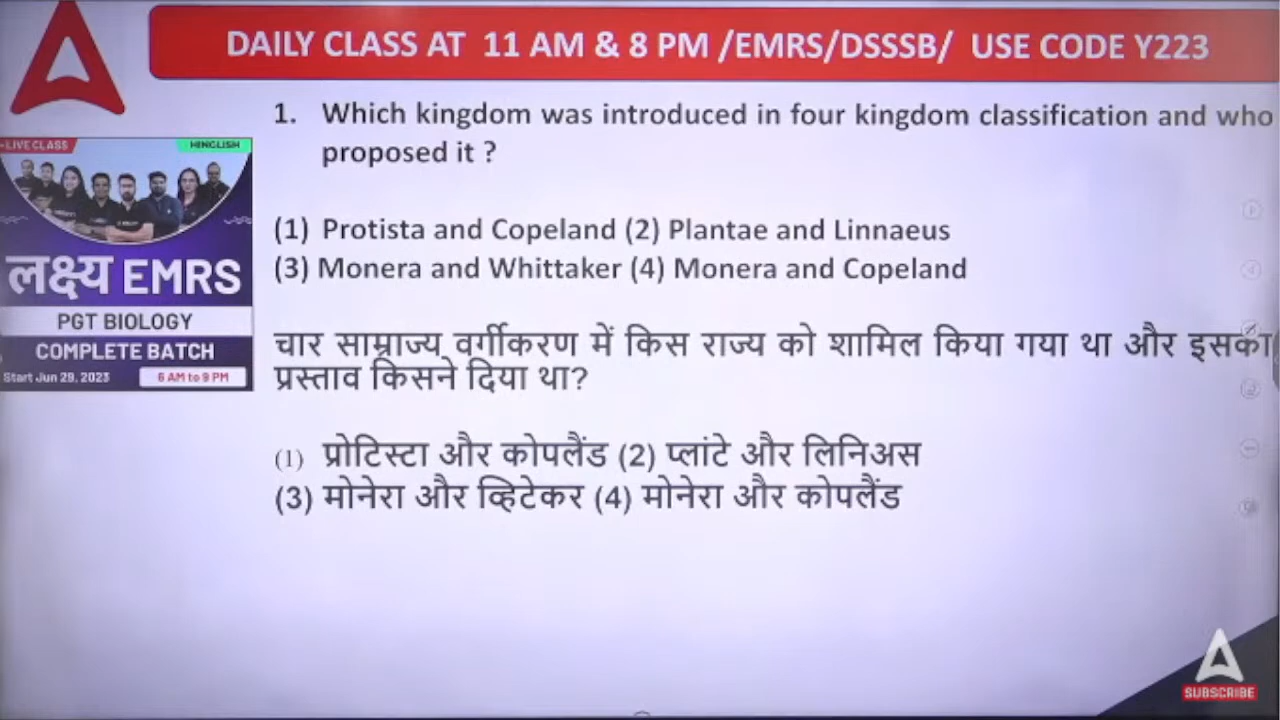 DAILY CLASS AT 11 AM & 8 PM /EMRS/DSSSB/ USE CODE Y223
LIVE CLASS
HINGLISH
लक्ष्य EMRS
PGT BIOLOGY
COMPLETE BATCH
Start Jun 29, 2023
6 AM to 9 PM
1. Which kingdom was introduced in four kingdom classification and who
proposed it ?
(1) Protista and Copeland (2) Plantae and Linnaeus
(3) Monera and Whittaker (4) Monera and Copeland
चार साम्राज्य वर्गीकरण में किस राज्य को शामिल किया गया था और इसका
प्रस्ताव किसने दिया था?
(1) प्रोटिस्टा और कोपलैंड (2) प्लांटे और लिनिअस
(3) मोनेरा और व्हिटेकर (4) मोनेरा और कोपलैंड
SUBSCRIBE